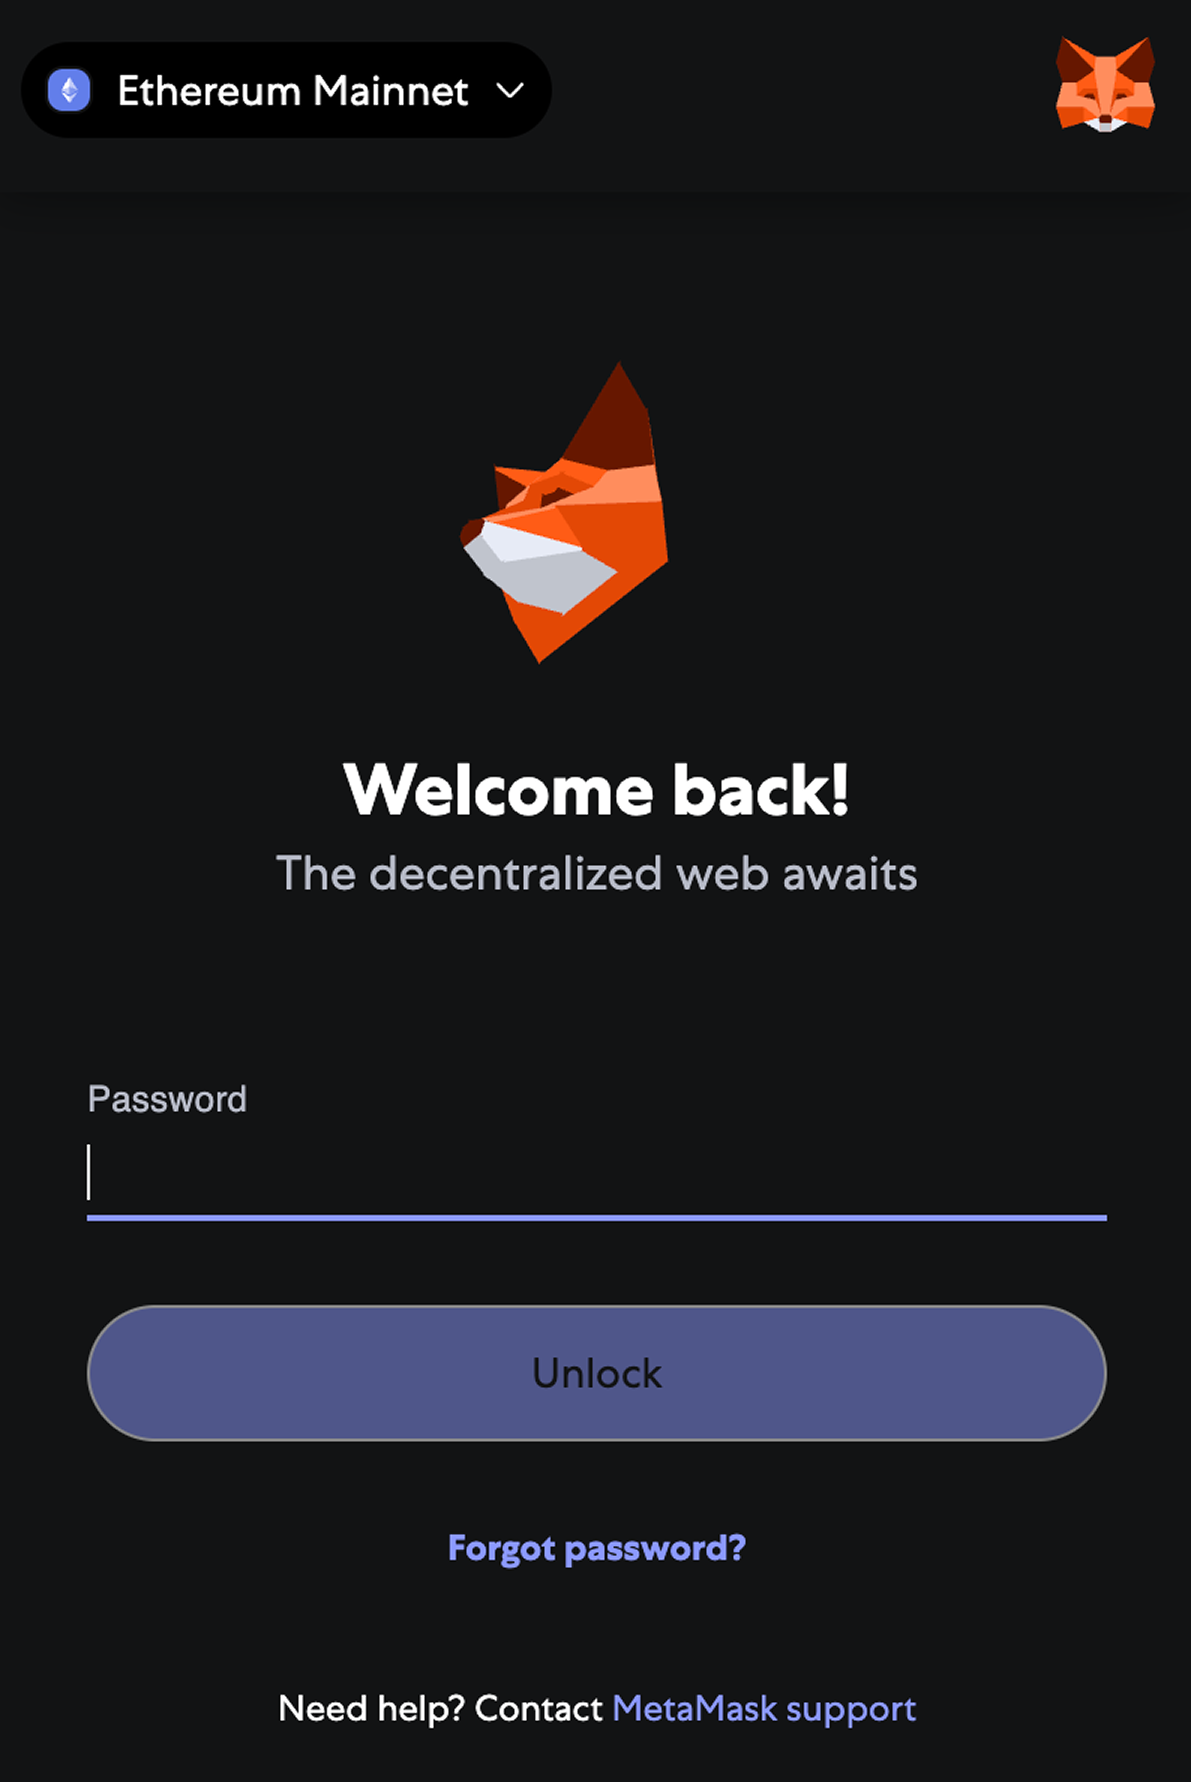 Ethereum Mainnet
Welcome back!
The decentralized web awaits
Password
Unlock
Forgot password?
Need help? Contact MetaMask support